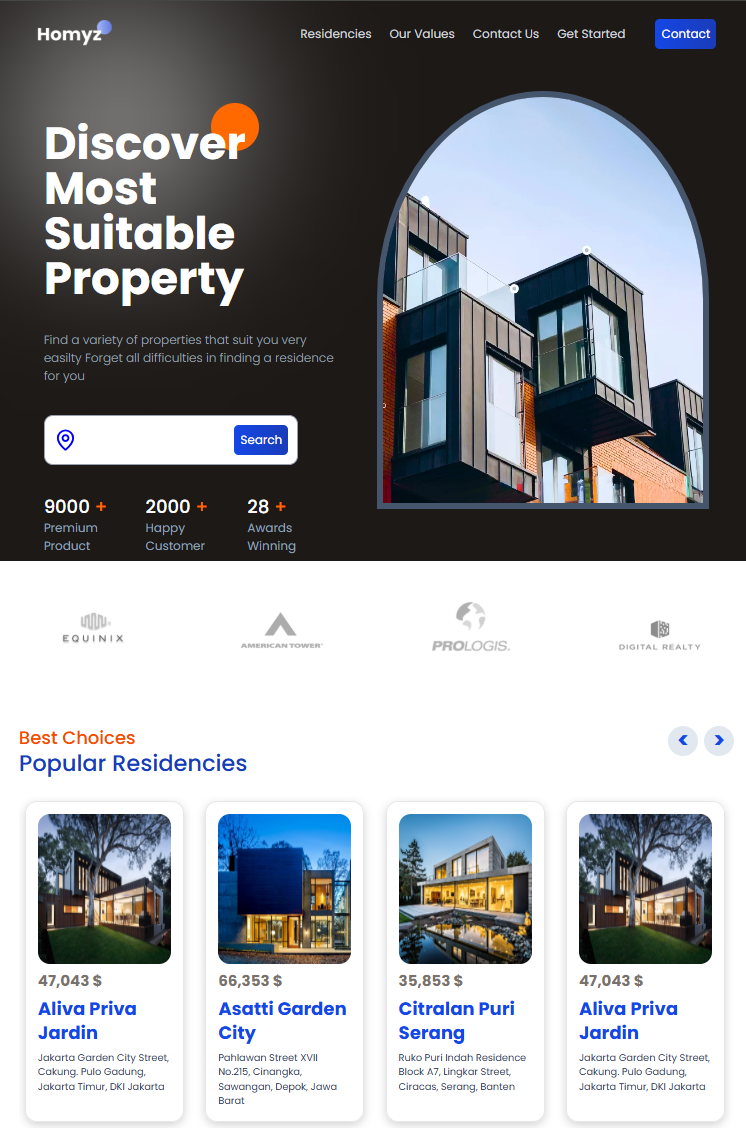 Homyz
Residencies
Our Values
Contact Us
Get Started
Contact
Discover
Most
Suitable
Property
Find a variety of properties that suit you very
easilty Forget all difficulties in finding a residence
for you
Search
9000 +
Premium
Product
2000 +
Happy
Customer
28 +
Awards
Winning
EQUINIX
AMERICAN TOWER
PROLOGIS.
DIGITAL REALTY
Best Choices
Popular Residencies
<
>
47,043 $
Aliva Priva
Jardin
Jakarta Garden City Street,
Cakung. Pulo Gadung,
Jakarta Timur, DKI Jakarta
66,353 $
Asatti Garden
City
Pahlawan Street XVII
No.215, Cinangka,
Sawangan, Depok, Jawa
Barat
35,853 $
Citralan Puri
Serang
Ruko Puri Indah Residence
Block A7, Lingkar Street,
Ciracas, Serang, Banten
47,043 $
Aliva Priva
Jardin
Jakarta Garden City Street,
Cakung. Pulo Gadung,
Jakarta Timur, DKI Jakarta